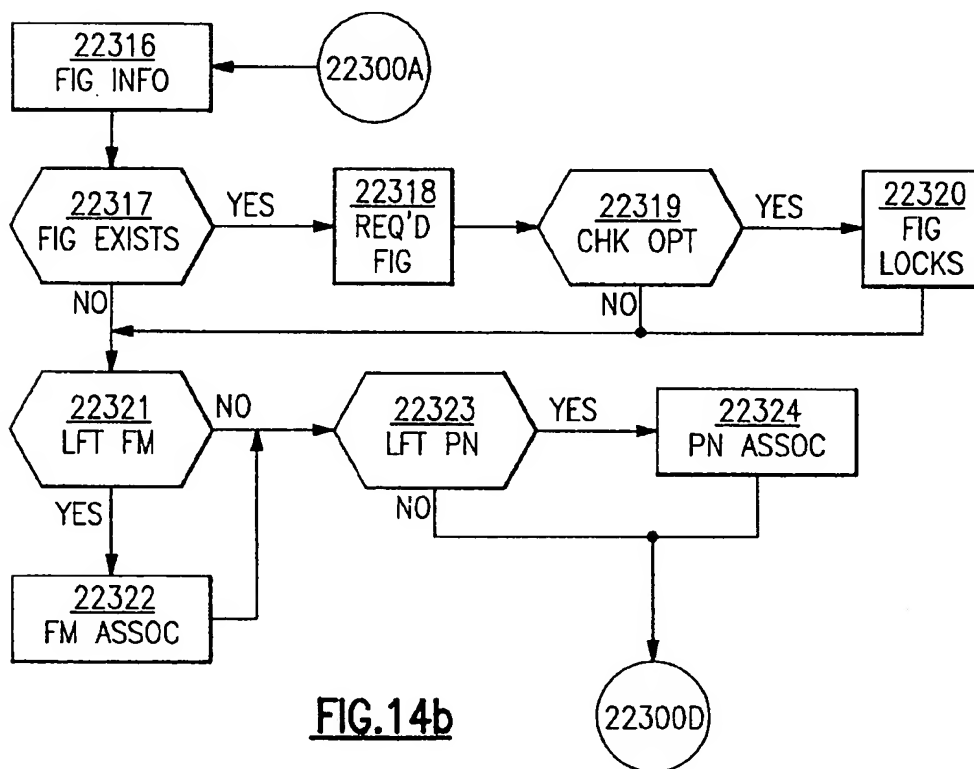 22316
FIG INFO
22300A
22317
FIG EXISTS
YES
22318
REQ'D
FIG
22319
CHK OPT
YES
22320
FIG
LOCKS
NO
NO
22321
LFT FM
NO
22323
LFT PN
YES
22324
PN ASSOC
YES
NO
22322
FM ASSOC
22300D
FIG.14b